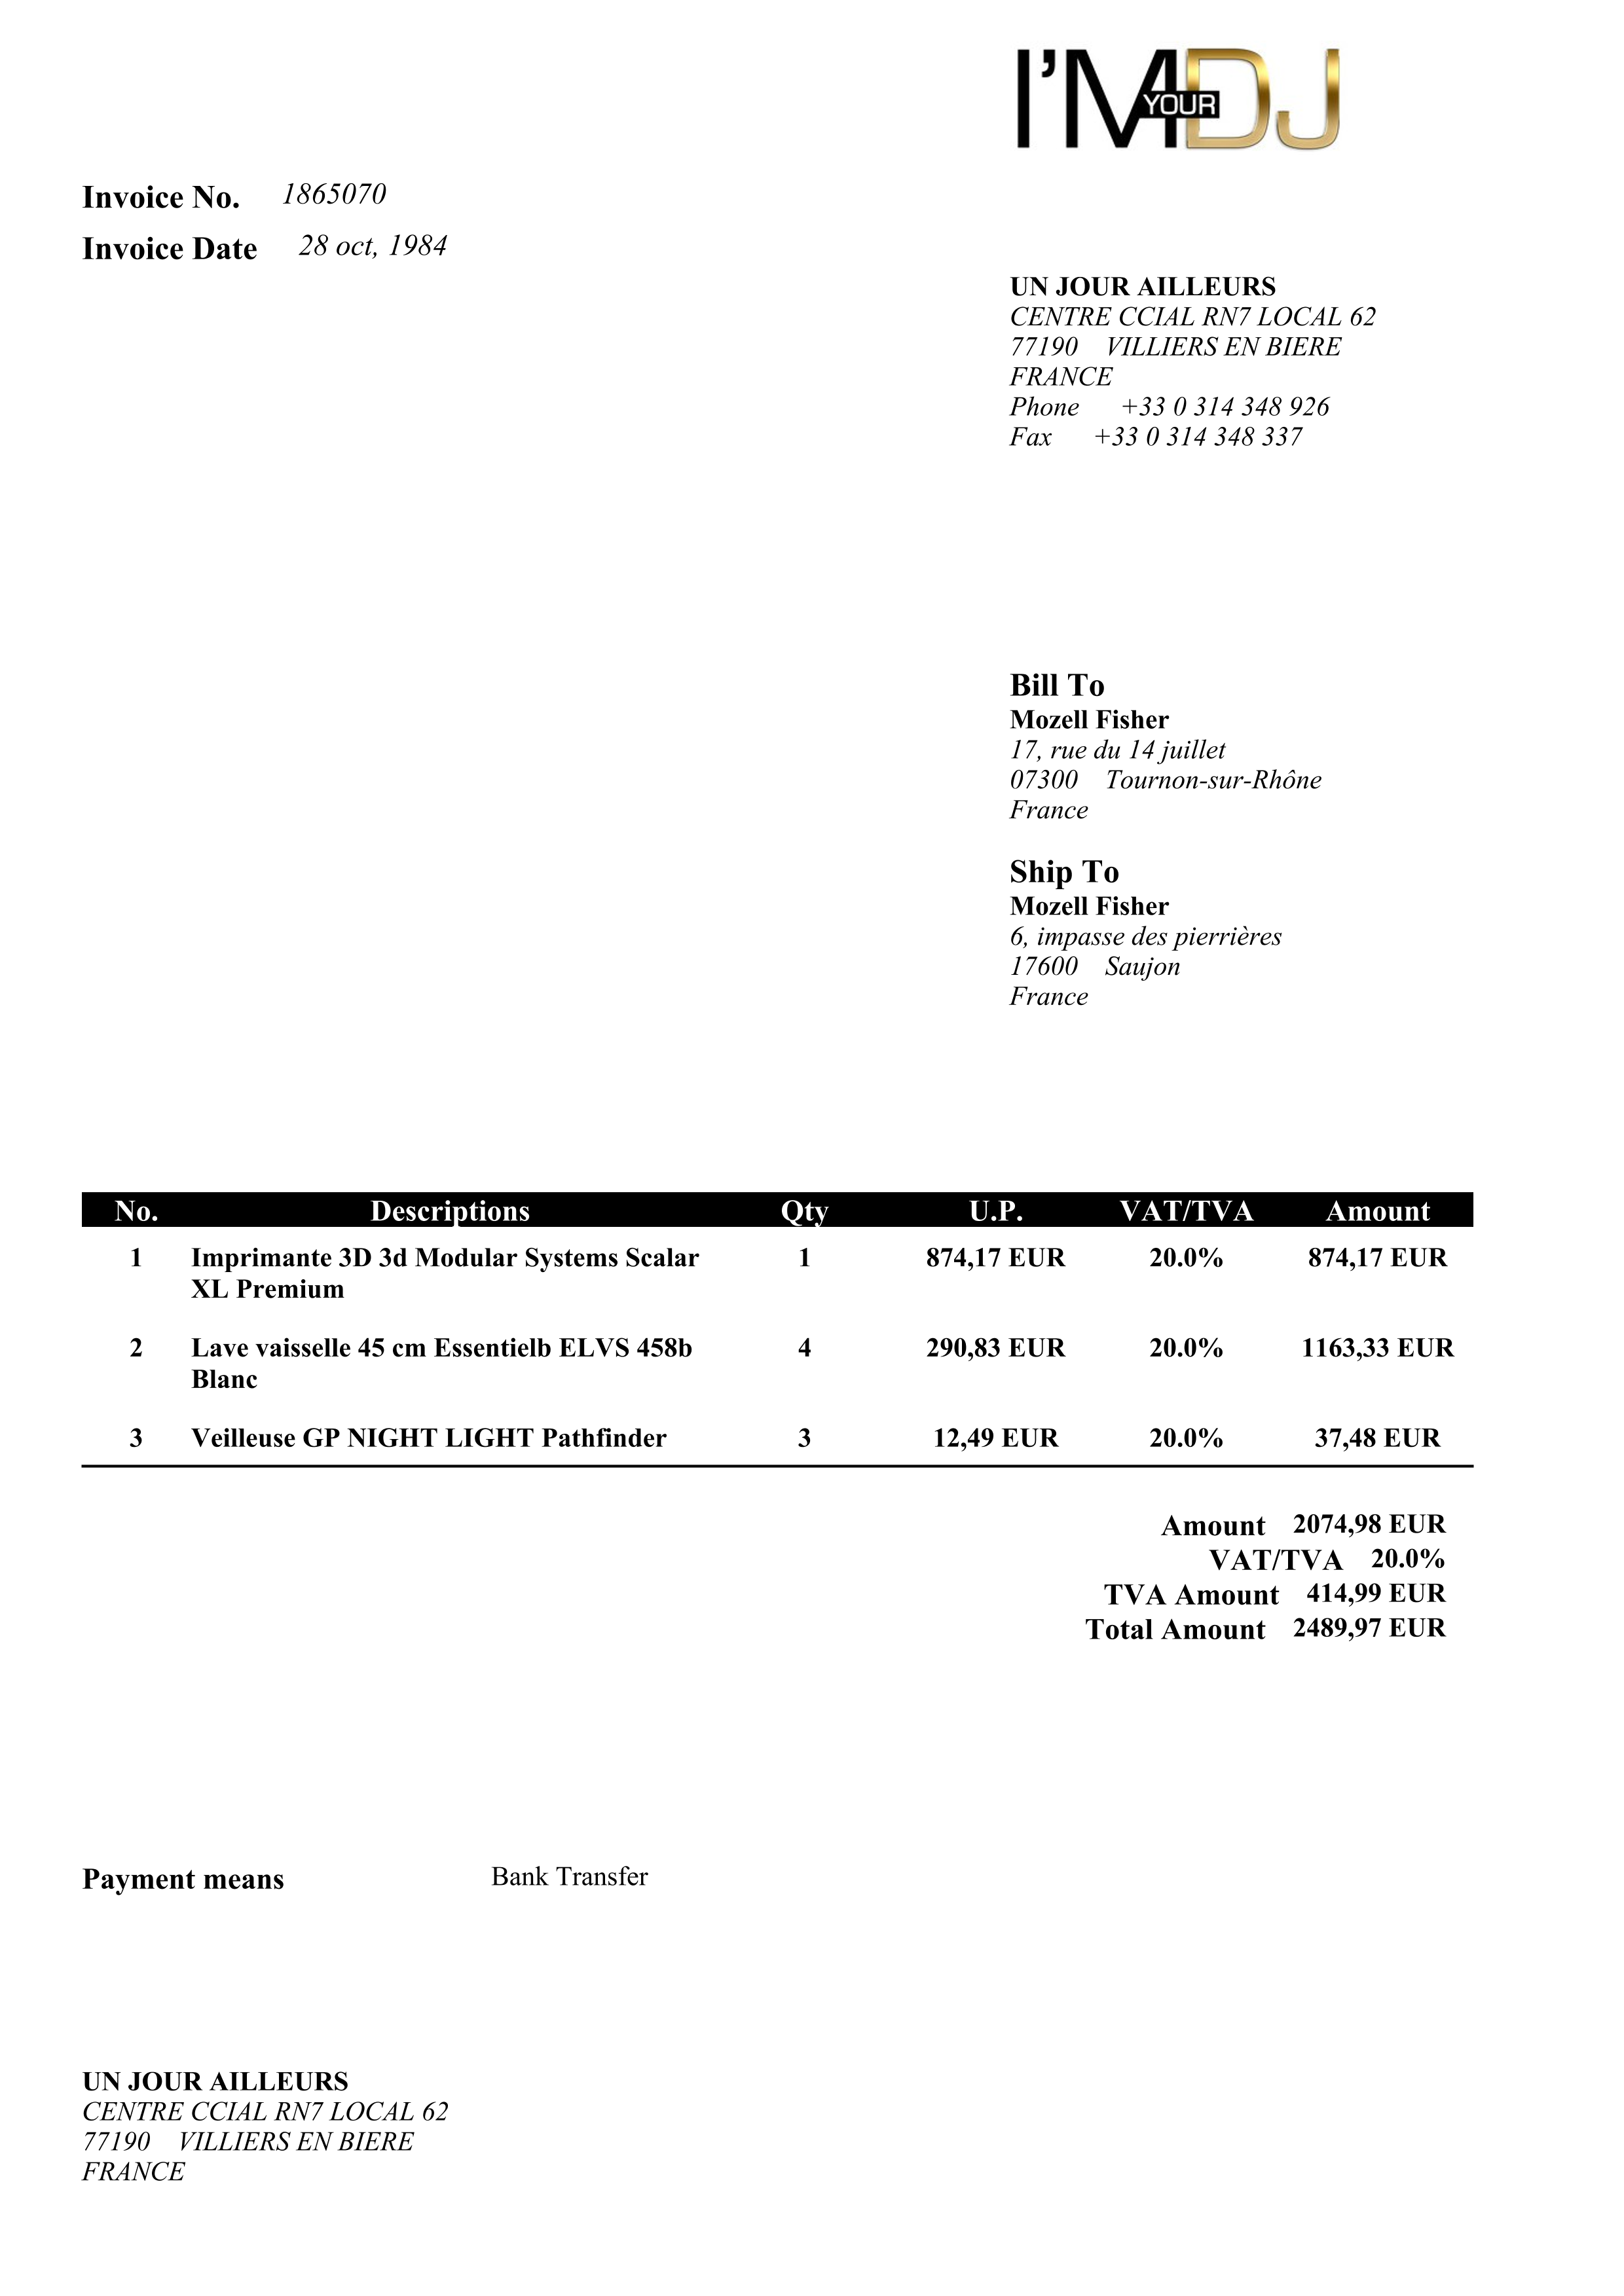 I'M YOUR DJ
Invoice No. 1865070
Invoice Date 28 oct, 1984
UN JOUR AILLEURS
CENTRE CCIAL RN7 LOCAL 62
77190 VILLIERS EN BIERE
FRANCE
Phone +33 0 314 348 926
Fax +33 0 314 348 337
Bill To
Mozell Fisher
17, rue du 14 juillet
07300 Tournon-sur-Rhône
France
Ship To
Mozell Fisher
6, impasse des pierrières
17600 Saujon
France
No. Descriptions Qty U.P. VAT/TVA Amount
1 Imprimante 3D 3d Modular Systems Scalar 1 874,17 EUR 20.0% 874,17 EUR
XL Premium
2 Lave vaisselle 45 cm Essentielb ELVS 458b 4 290,83 EUR 20.0% 1163,33 EUR
Blanc
3 Veilleuse GP NIGHT LIGHT Pathfinder 3 12,49 EUR 20.0% 37,48 EUR
Amount 2074,98 EUR
VAT/TVA 20.0%
TVA Amount 414,99 EUR
Total Amount 2489,97 EUR
Payment means Bank Transfer
UN JOUR AILLEURS
CENTRE CCIAL RN7 LOCAL 62
77190 VILLIERS EN BIERE
FRANCE